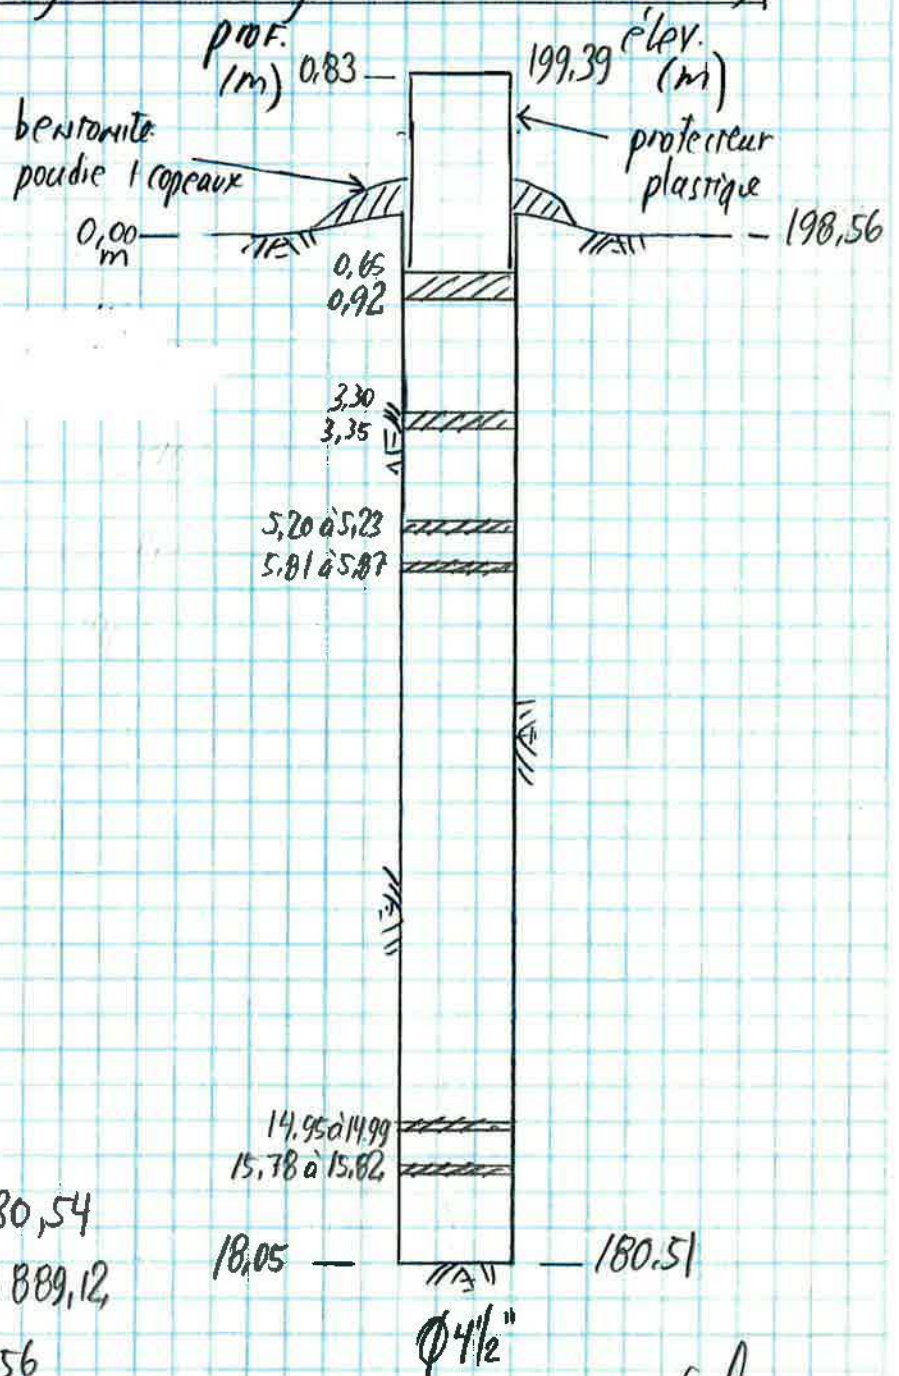 prof.
(m) 0,83
199,39
élev.
(m)
bentonite
poudre / copeaux
protecteur
plastique
0,00
m
198,56
0,65
0,92
3,30
3,35
5,20 à 5,23
5,81 à 5,87
14,95 à 14,99
15,78 à 15,82
80,54
889,12
56
18,05
180,51
Ø 4 1/2"